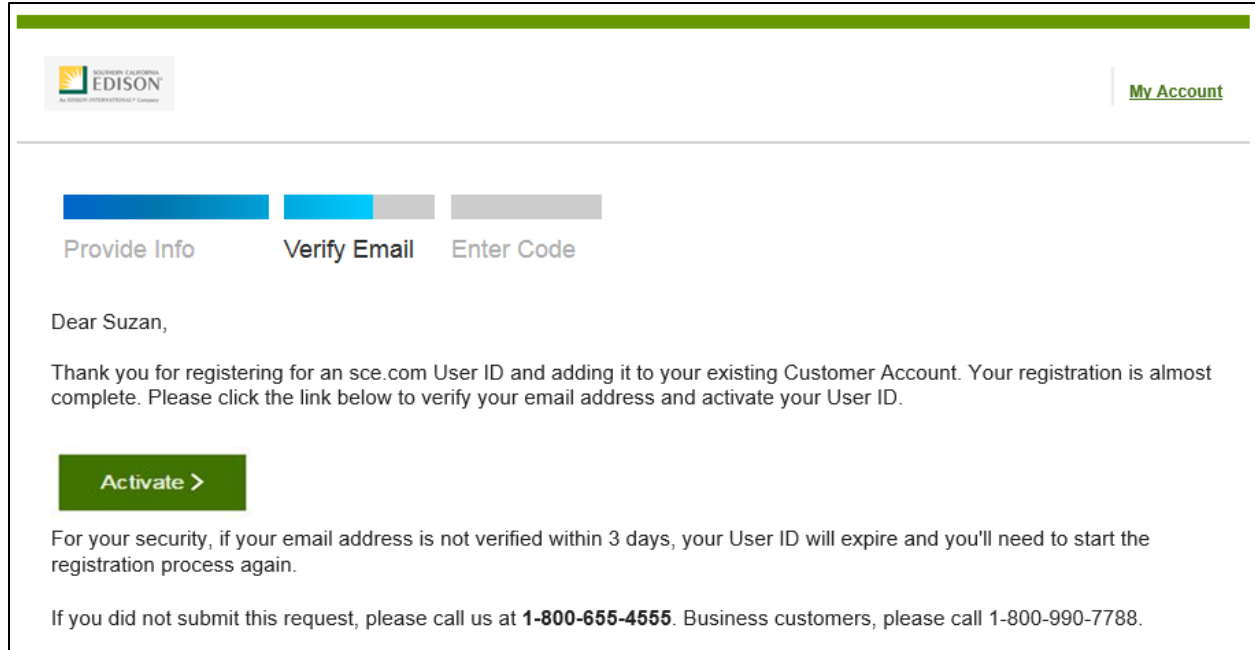 SOUTHERN CALIFORNIA
EDISON
An EDISON INTERNATIONAL® Company
My Account
Provide Info Verify Email Enter Code
Dear Suzan,
Thank you for registering for an sce.com User ID and adding it to your existing Customer Account. Your registration is almost
complete. Please click the link below to verify your email address and activate your User ID.
Activate >
For your security, if your email address is not verified within 3 days, your User ID will expire and you'll need to start the
registration process again.
If you did not submit this request, please call us at 1-800-655-4555. Business customers, please call 1-800-990-7788.